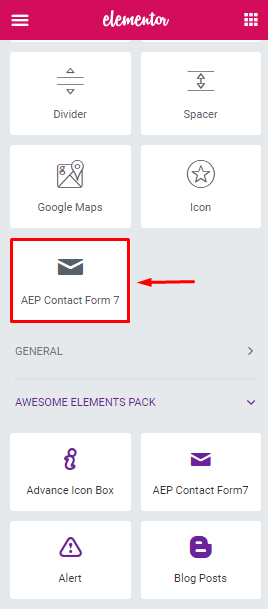 elementor
Divider
Spacer
Google Maps
Icon
AEP Contact Form 7
GENERAL
AWESOME ELEMENTS PACK
Advance Icon Box
AEP Contact Form7
Alert
Blog Posts